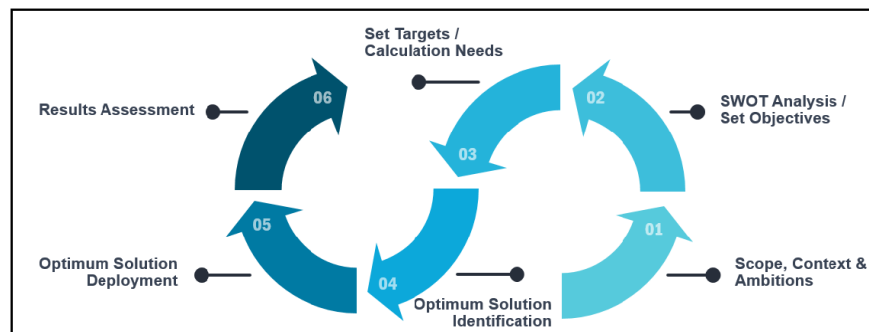 Set Targets /
Calculation Needs
Results Assessment
06
02
SWOT Analysis /
Set Objectives
03
05
01
Optimum Solution
Deployment
04
Optimum Solution
Identification
Scope, Context &
Ambitions